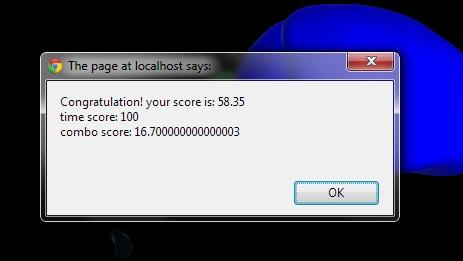 The page at localhost says:
Congratulation! your score is: 58.35
time score: 100
combo score: 16.700000000000003
OK